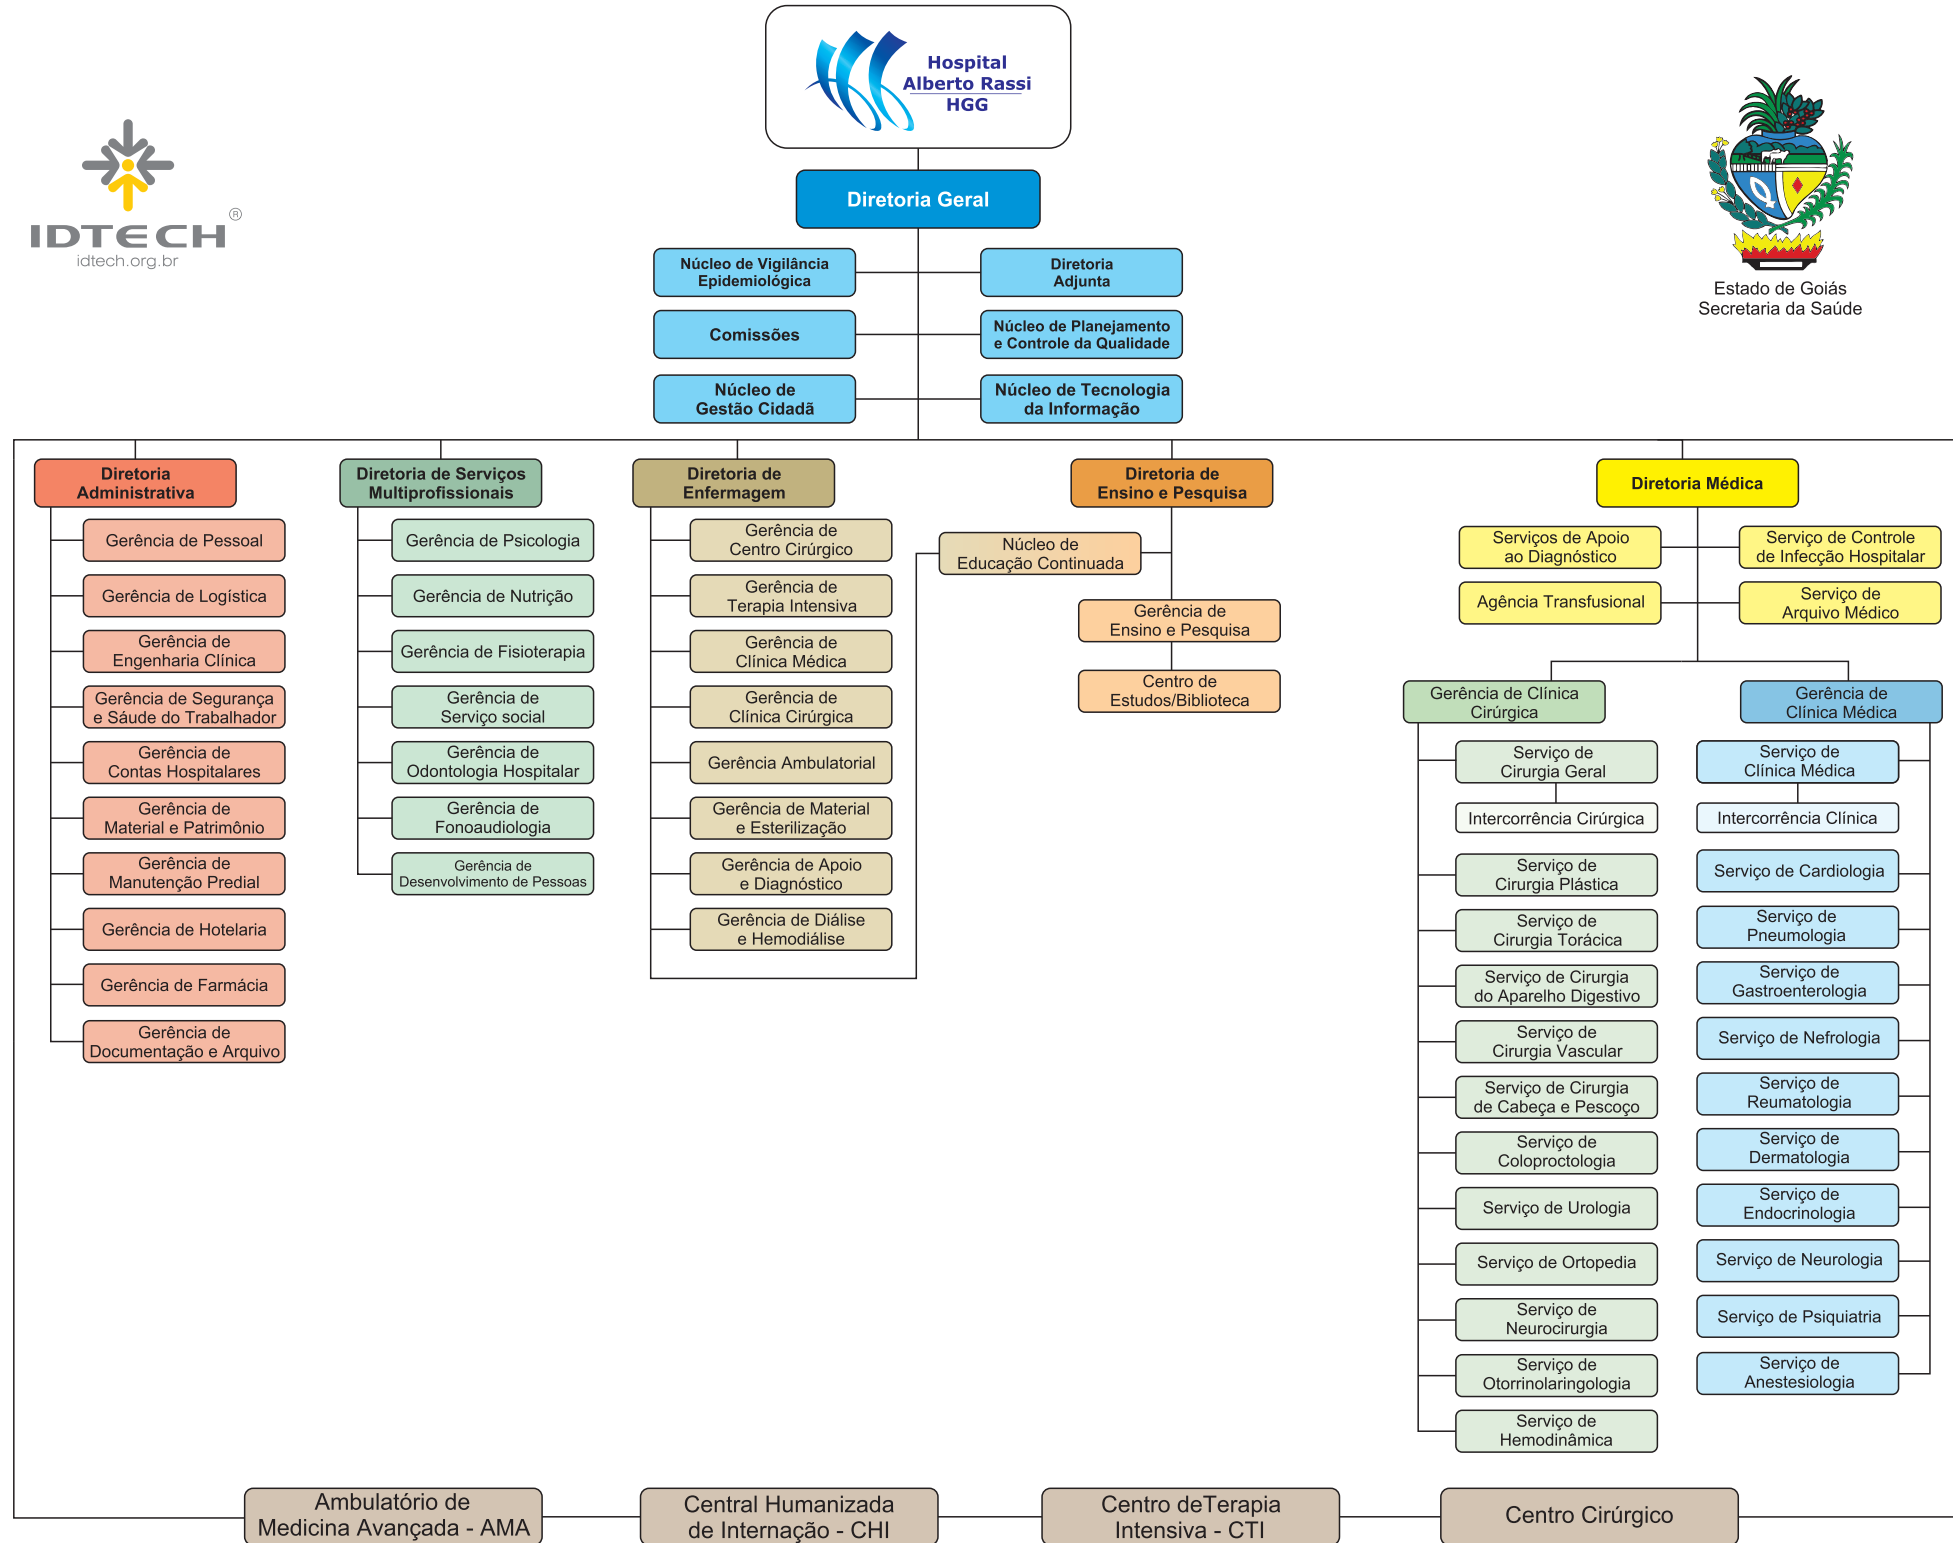 Hospital
Alberto Rassi
HGG
IDTECH®
idtech.org.br
Estado de Goiás
Secretaria da Saúde
Diretoria Geral
Núcleo de Vigilância
Epidemiológica
Diretoria
Adjunta
Comissões
Núcleo de Planejamento
e Controle da Qualidade
Núcleo de
Gestão Cidadã
Núcleo de Tecnologia
da Informação
Diretoria
Administrativa
Gerência de Pessoal
Gerência de Logística
Gerência de
Engenharia Clínica
Gerência de Segurança
e Sáude do Trabalhador
Gerência de
Contas Hospitalares
Gerência de
Material e Patrimônio
Gerência de
Manutenção Predial
Gerência de Hotelaria
Gerência de Farmácia
Gerência de
Documentação e Arquivo
Diretoria de Serviços
Multiprofissionais
Gerência de Psicologia
Gerência de Nutrição
Gerência de Fisioterapia
Gerência de
Serviço social
Gerência de
Odontologia Hospitalar
Gerência de
Fonoaudiologia
Gerência de
Desenvolvimento de Pessoas
Diretoria de
Enfermagem
Gerência de
Centro Cirúrgico
Gerência de
Terapia Intensiva
Gerência de
Clínica Médica
Gerência de
Clínica Cirúrgica
Gerência Ambulatorial
Gerência de Material
e Esterilização
Gerência de Apoio
e Diagnóstico
Gerência de Diálise
e Hemodiálise
Diretoria de
Ensino e Pesquisa
Núcleo de
Educação Continuada
Gerência de
Ensino e Pesquisa
Centro de
Estudos/Biblioteca
Diretoria Médica
Serviços de Apoio
ao Diagnóstico
Serviço de Controle
de Infecção Hospitalar
Agência Transfusional
Serviço de
Arquivo Médico
Gerência de Clínica
Cirúrgica
Serviço de
Cirurgia Geral
Intercorrência Cirúrgica
Serviço de
Cirurgia Plástica
Serviço de
Cirurgia Torácica
Serviço de Cirurgia
do Aparelho Digestivo
Serviço de
Cirurgia Vascular
Serviço de Cirurgia
de Cabeça e Pescoço
Serviço de
Coloproctologia
Serviço de Urologia
Serviço de Ortopedia
Serviço de
Neurocirurgia
Serviço de
Otorrinolaringologia
Serviço de
Hemodinâmica
Gerência de
Clínica Médica
Serviço de
Clínica Médica
Intercorrência Clínica
Serviço de Cardiologia
Serviço de
Pneumologia
Serviço de
Gastroenterologia
Serviço de Nefrologia
Serviço de
Reumatologia
Serviço de
Dermatologia
Serviço de
Endocrinologia
Serviço de Neurologia
Serviço de Psiquiatria
Serviço de
Anestesiologia
Ambulatório de
Medicina Avançada - AMA
Central Humanizada
de Internação - CHI
Centro deTerapia
Intensiva - CTI
Centro Cirúrgico